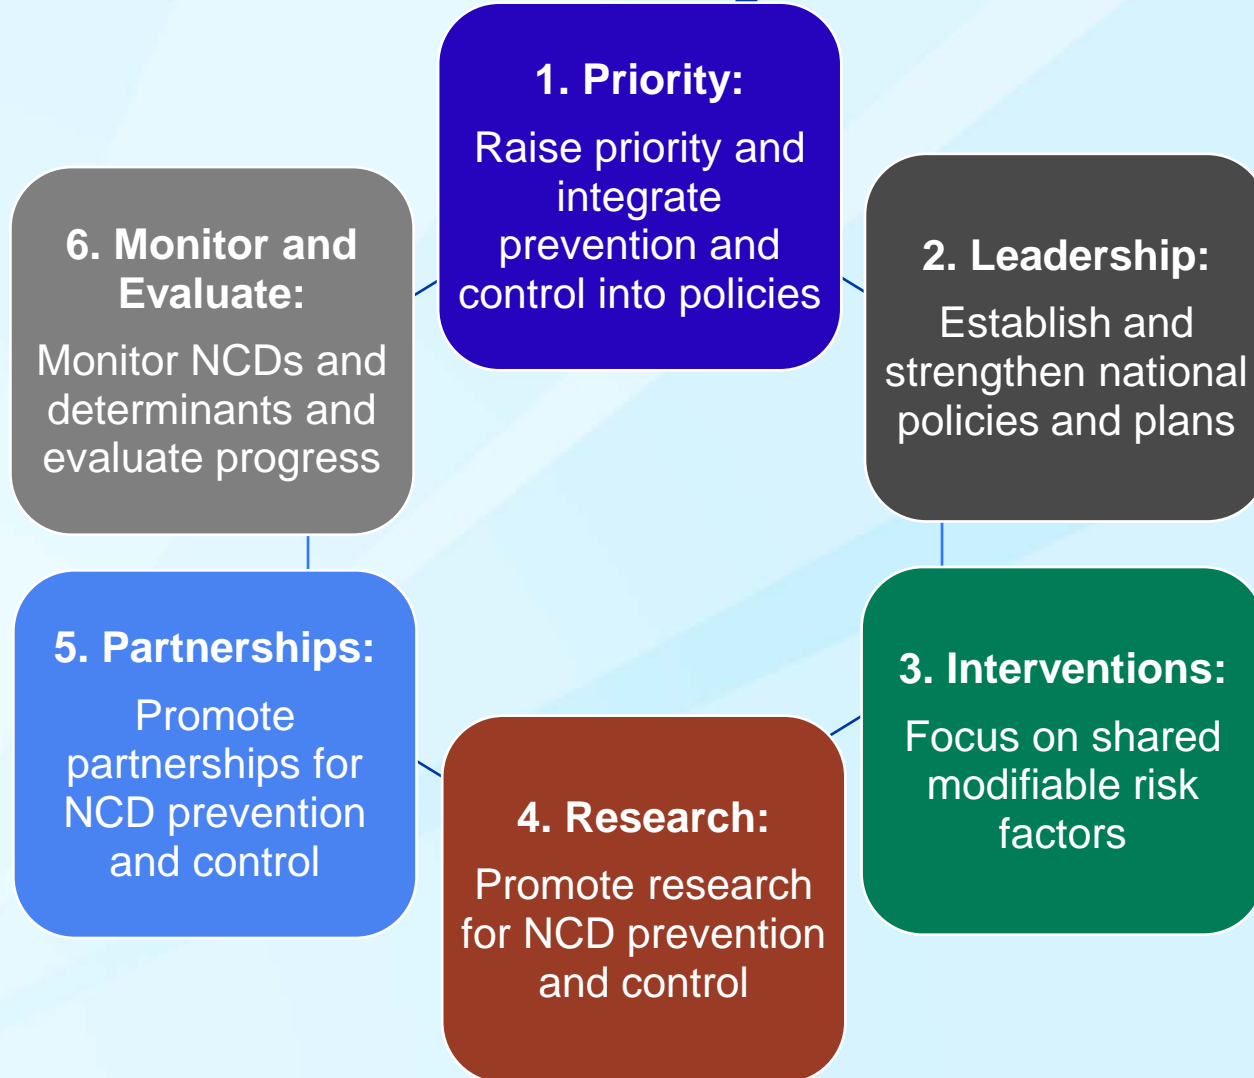 1. Priority:
Raise priority and
integrate
prevention and
control into policies
2. Leadership:
Establish and
strengthen national
policies and plans
3. Interventions:
Focus on shared
modifiable risk
factors
4. Research:
Promote research
for NCD prevention
and control
5. Partnerships:
Promote
partnerships for
NCD prevention
and control
6. Monitor and
Evaluate:
Monitor NCDs and
determinants and
evaluate progress